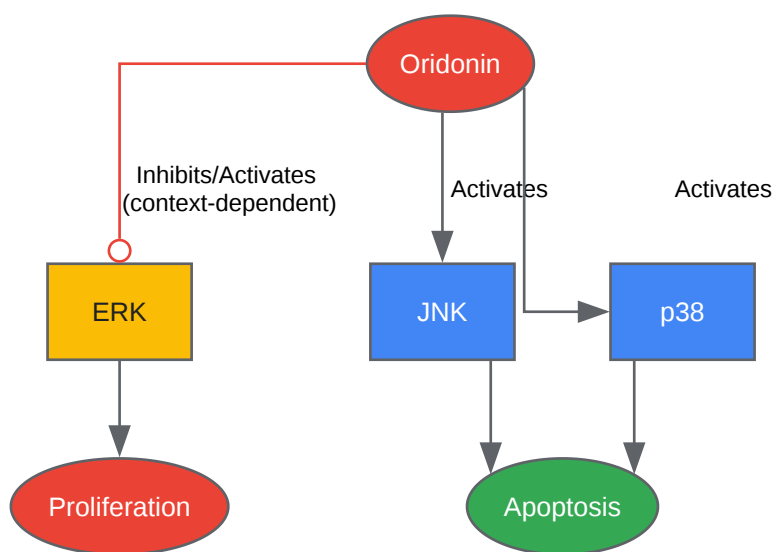 Oridonin
Inhibits/Activates
(context-dependent)
Activates
Activates
ERK
JNK
p38
Proliferation
Apoptosis